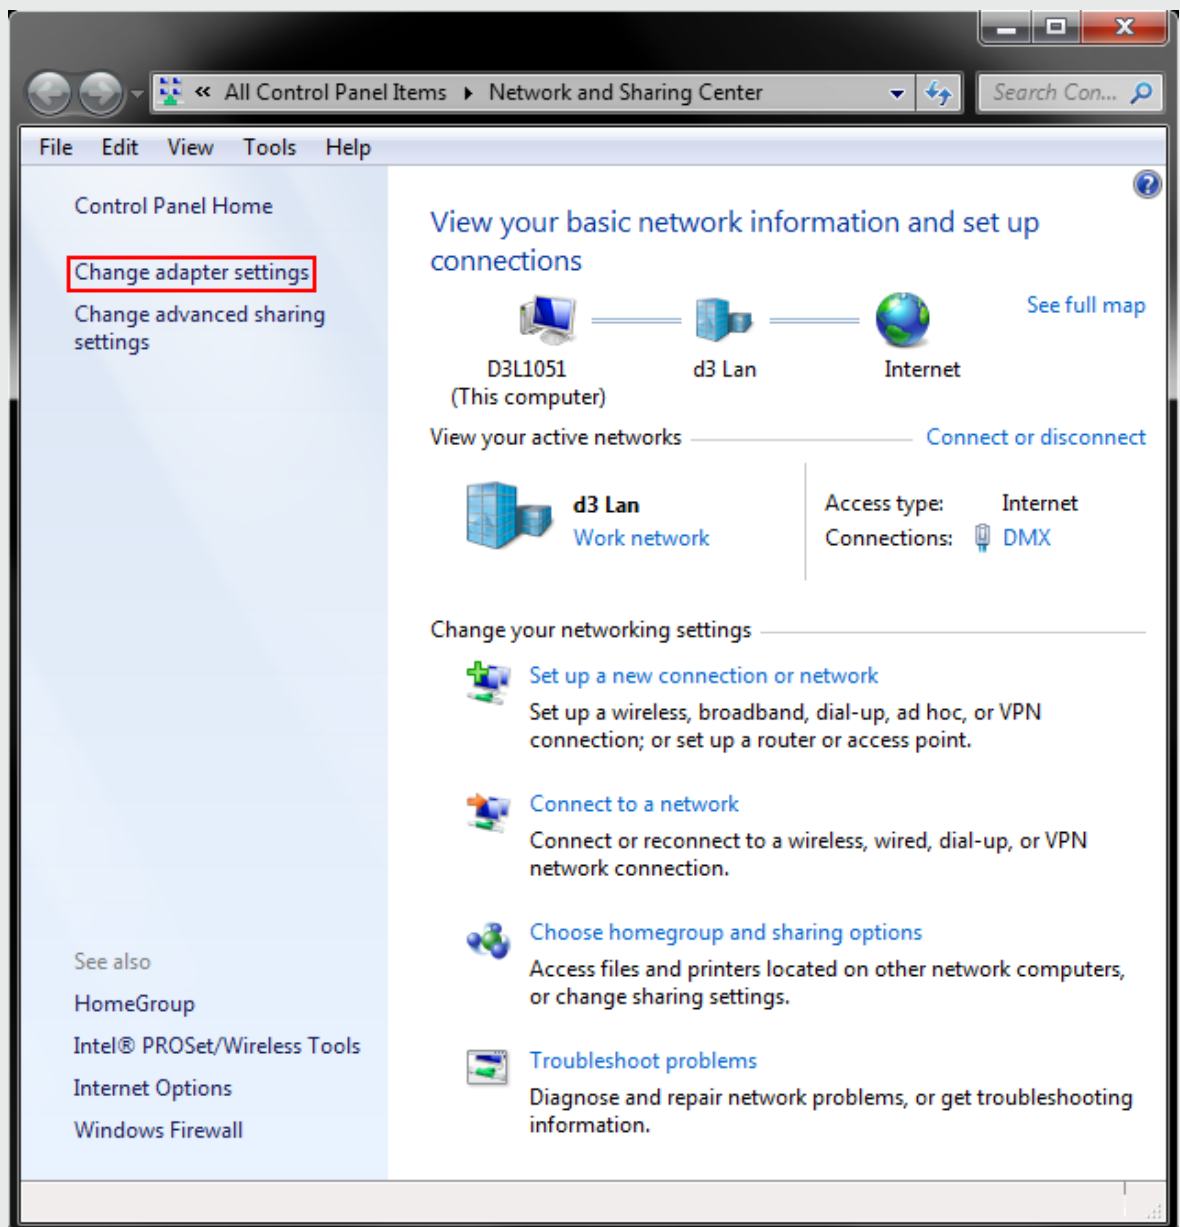 « All Control Panel Items ▸ Network and Sharing Center
Search Con...
File Edit View Tools Help
Control Panel Home
Change adapter settings
Change advanced sharing
settings
See also
HomeGroup
Intel® PROSet/Wireless Tools
Internet Options
Windows Firewall
View your basic network information and set up
connections
See full map
D3L1051
(This computer)
d3 Lan
Internet
View your active networks
Connect or disconnect
d3 Lan
Work network
Access type: Internet
Connections: DMX
Change your networking settings
Set up a new connection or network
Set up a wireless, broadband, dial-up, ad hoc, or VPN
connection; or set up a router or access point.
Connect to a network
Connect or reconnect to a wireless, wired, dial-up, or VPN
network connection.
Choose homegroup and sharing options
Access files and printers located on other network computers,
or change sharing settings.
Troubleshoot problems
Diagnose and repair network problems, or get troubleshooting
information.